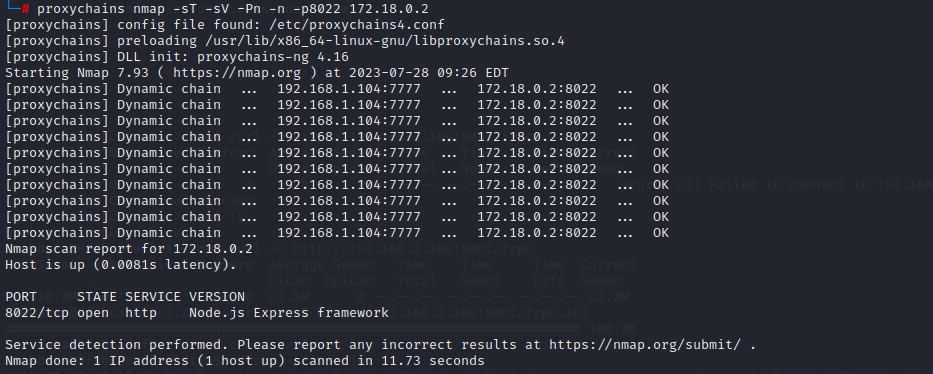 # proxychains nmap -sT -sV -Pn -n -p8022 172.18.0.2
[proxychains] config file found: /etc/proxychains4.conf
[proxychains] preloading /usr/lib/x86_64-linux-gnu/libproxychains.so.4
[proxychains] DLL init: proxychains-ng 4.16
Starting Nmap 7.93 ( https://nmap.org ) at 2023-07-28 09:26 EDT
[proxychains] Dynamic chain  ...  192.168.1.104:7777  ...  172.18.0.2:8022  ...  OK
[proxychains] Dynamic chain  ...  192.168.1.104:7777  ...  172.18.0.2:8022  ...  OK
[proxychains] Dynamic chain  ...  192.168.1.104:7777  ...  172.18.0.2:8022  ...  OK
[proxychains] Dynamic chain  ...  192.168.1.104:7777  ...  172.18.0.2:8022  ...  OK
[proxychains] Dynamic chain  ...  192.168.1.104:7777  ...  172.18.0.2:8022  ...  OK
[proxychains] Dynamic chain  ...  192.168.1.104:7777  ...  172.18.0.2:8022  ...  OK
[proxychains] Dynamic chain  ...  192.168.1.104:7777  ...  172.18.0.2:8022  ...  OK
[proxychains] Dynamic chain  ...  192.168.1.104:7777  ...  172.18.0.2:8022  ...  OK
[proxychains] Dynamic chain  ...  192.168.1.104:7777  ...  172.18.0.2:8022  ...  OK
[proxychains] Dynamic chain  ...  192.168.1.104:7777  ...  172.18.0.2:8022  ...  OK
Nmap scan report for 172.18.0.2
Host is up (0.0081s latency).
PORT     STATE SERVICE VERSION
8022/tcp open  http    Node.js Express framework
Service detection performed. Please report any incorrect results at https://nmap.org/submit/ .
Nmap done: 1 IP address (1 host up) scanned in 11.73 seconds